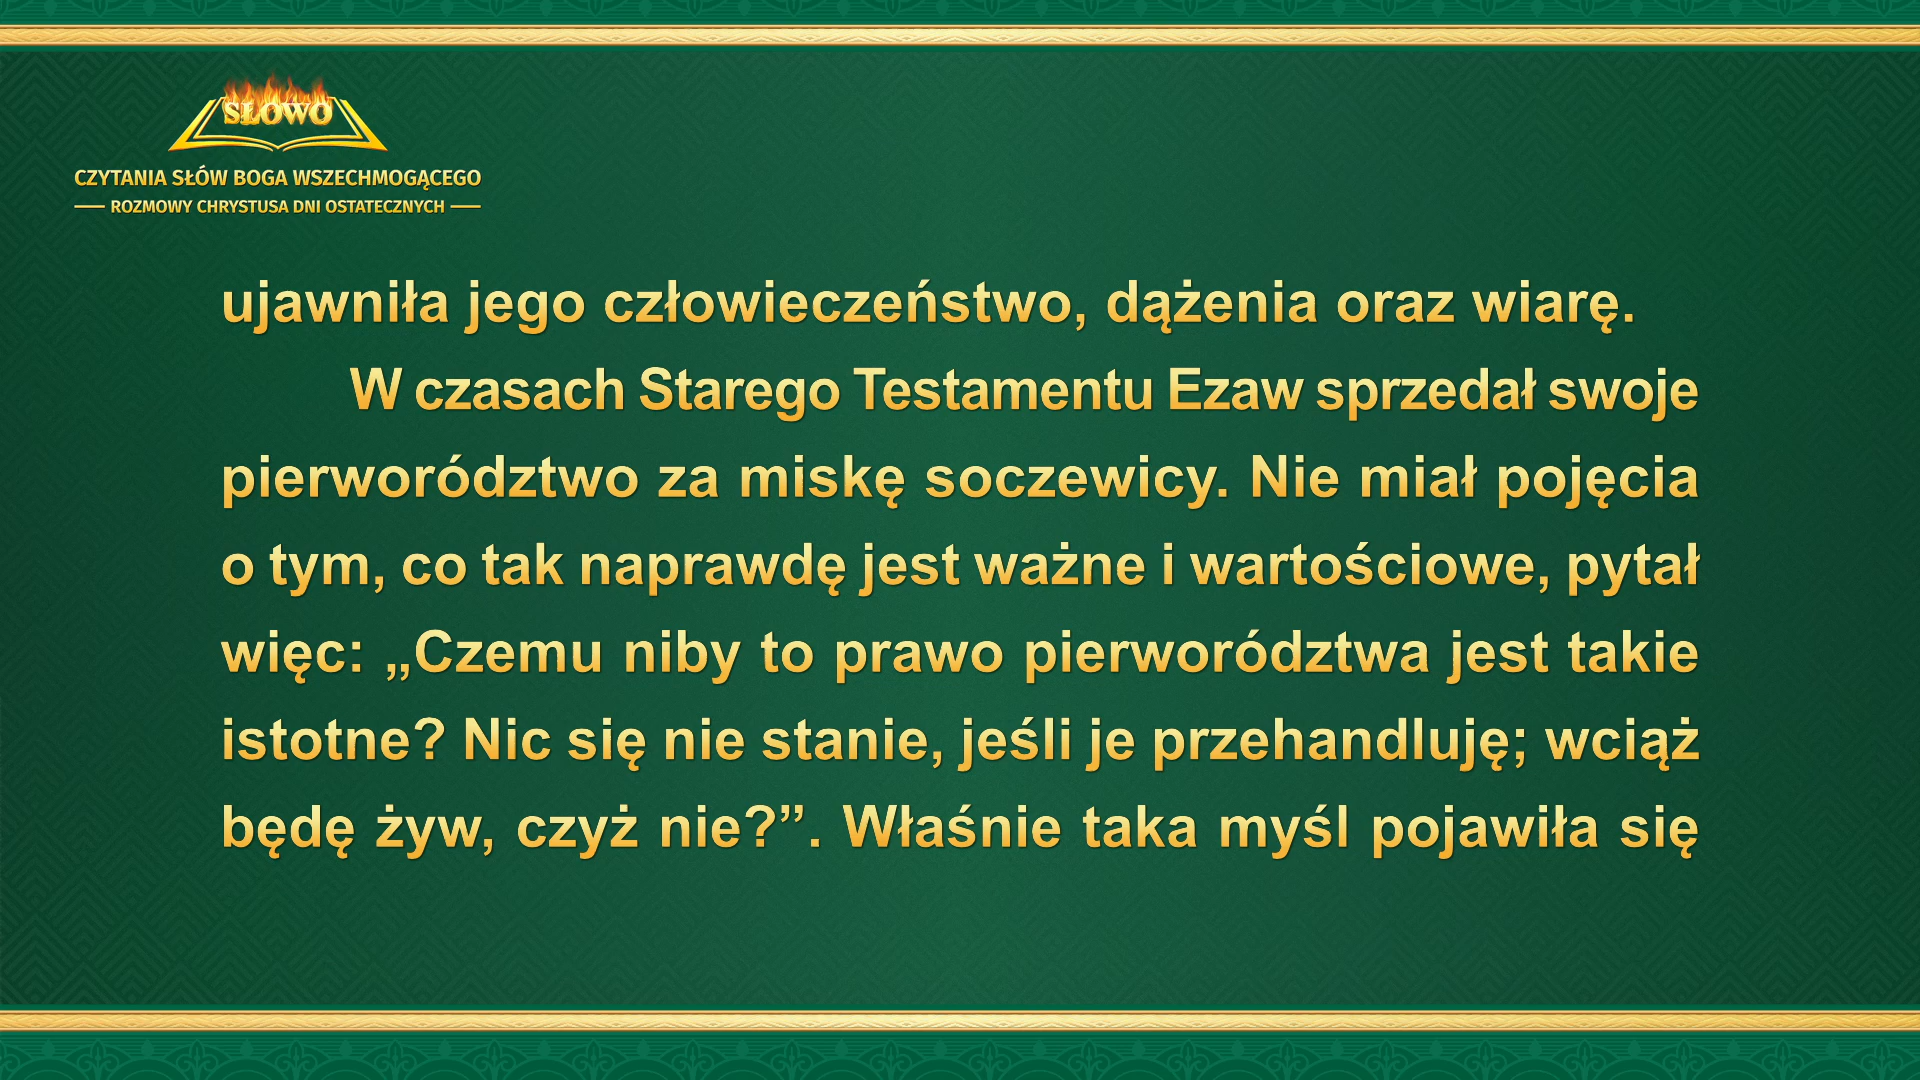 SŁOWO
CZYTANIA SŁÓW BOGA WSZECHMOGĄCEGO
ROZMOWY CHRYSTUSA DNI OSTATECZNYCH
ujawniła jego człowieczeństwo, dążenia oraz wiarę.
W czasach Starego Testamentu Ezaw sprzedał swoje
pierworództwo za miskę soczewicy. Nie miał pojęcia
o tym, co tak naprawdę jest ważne i wartościowe, pytał
więc: „Czemu niby to prawo pierworództwa jest takie
istotne? Nic się nie stanie, jeśli je przehandluję; wciąż
będę żyw, czyż nie?”. Właśnie taka myśl pojawiła się